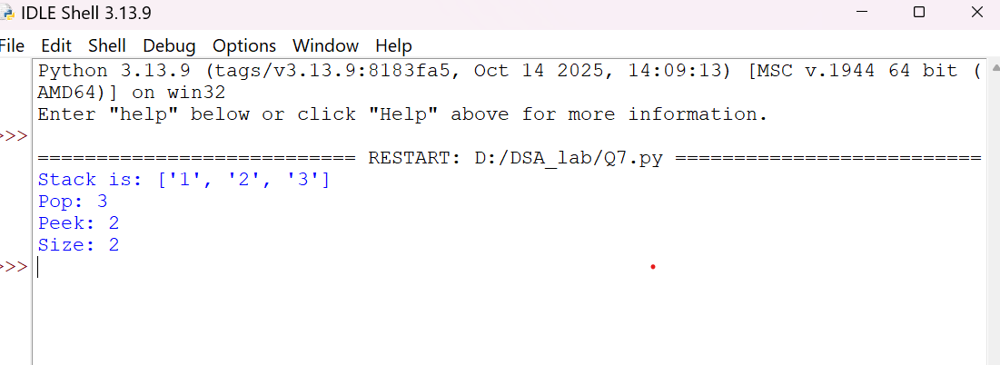 IDLE Shell 3.13.9
File Edit Shell Debug Options Window Help
Python 3.13.9 (tags/v3.13.9:8183fa5, Oct 14 2025, 14:09:13) [MSC v.1944 64 bit (
AMD64)] on win32
Enter "help" below or click "Help" above for more information.
>>>
=========================== RESTART: D:/DSA_lab/Q7.py ==========================
Stack is: ['1', '2', '3']
Pop: 3
Peek: 2
Size: 2
>>>